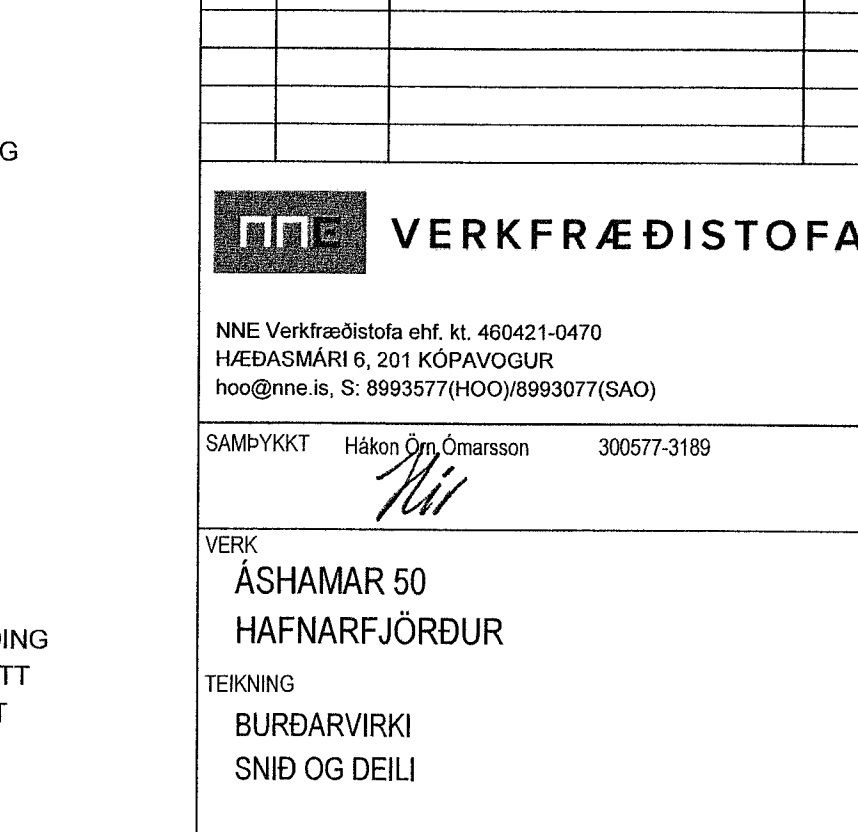 G
nne VERKFRÆÐISTOFA
NNE Verkfræðistofa ehf. kt. 460421-0470
HÆÐASMÁRI 6, 201 KÓPAVOGUR
hoo@nne.is, S: 8993577(HOO)/8993077(SAO)
SAMÞYKKT Hákon Örn Ómarsson 300577-3189
VERK
ÁSHAMAR 50
HAFNARFJÖRÐUR
ING
TT
T
TEIKNING
BURÐARVIRKI
SNIÐ OG DEILI